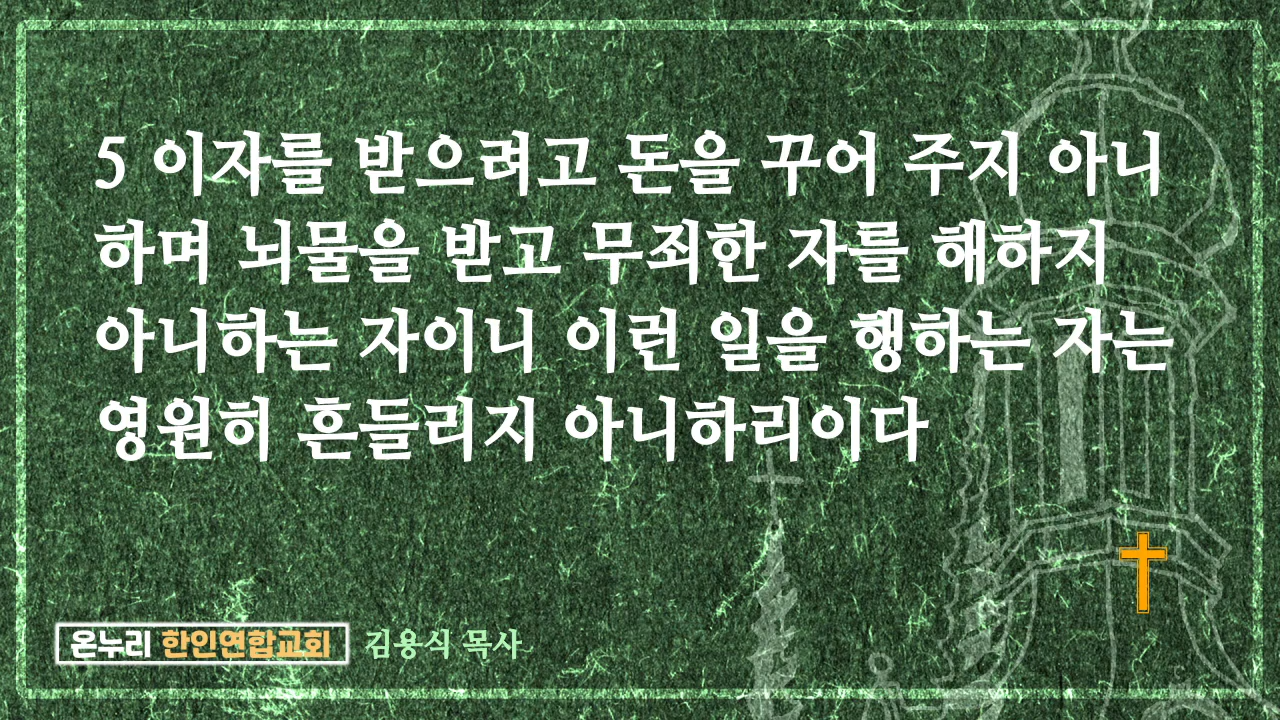 5 이자를 받으려고 돈을 꾸어 주지 아니
하며 뇌물을 받고 무죄한 자를 해하지
아니하는 자이니 이런 일을 행하는 자는
영원히 흔들리지 아니하리이다
온누리 한인연합교회 김용식 목사